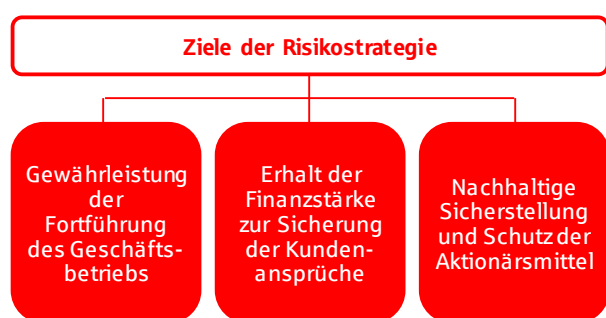 Ziele der Risikostrategie
Gewährleistung
der
Fortführung
des Geschäfts-
betriebs
Erhalt der
Finanzstärke
zur Sicherung
der Kunden-
ansprüche
Nachhaltige
Sicherstellung
und Schutz der
Aktionärsmittel